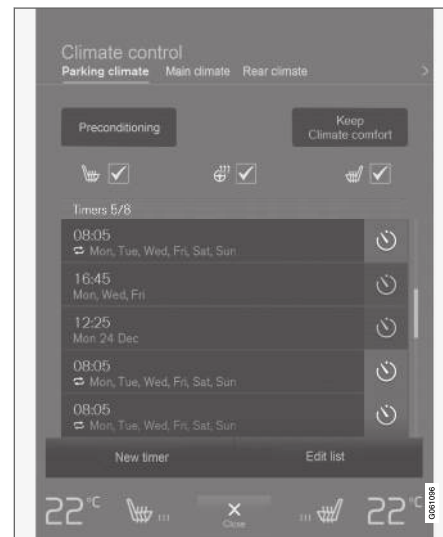 Climate control
Parking climate Main climate Rear climate
Preconditioning
Keep
Climate comfort
Timers 5/8
08:05
Mon, Tue, Wed, Fri, Sat, Sun
16:45
Mon, Wed, Fri
12:25
Mon 24 Dec
08:05
Mon, Tue, Wed, Fri, Sat, Sun
08:05
Mon, Tue, Wed, Fri, Sat, Sun
New timer Edit list
22°C 22°C
Close
G061096